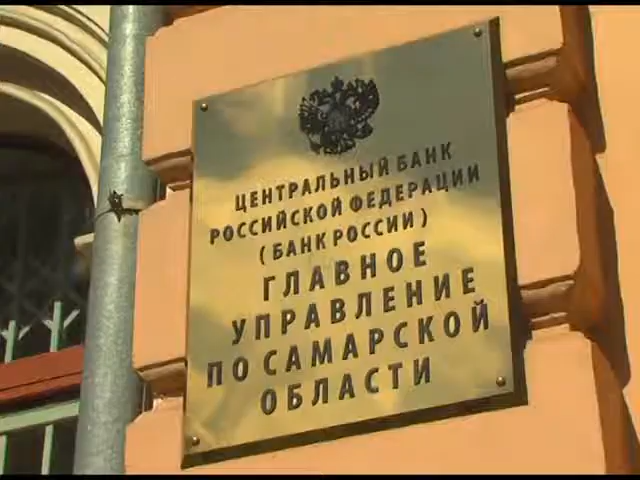 ЦЕНТРАЛЬНЫЙ БАНК
РОССИЙСКОЙ ФЕДЕРАЦИИ
(БАНК РОССИИ)
ГЛАВНОЕ
УПРАВЛЕНИЕ
ПО САМАРСКОЙ
ОБЛАСТИ